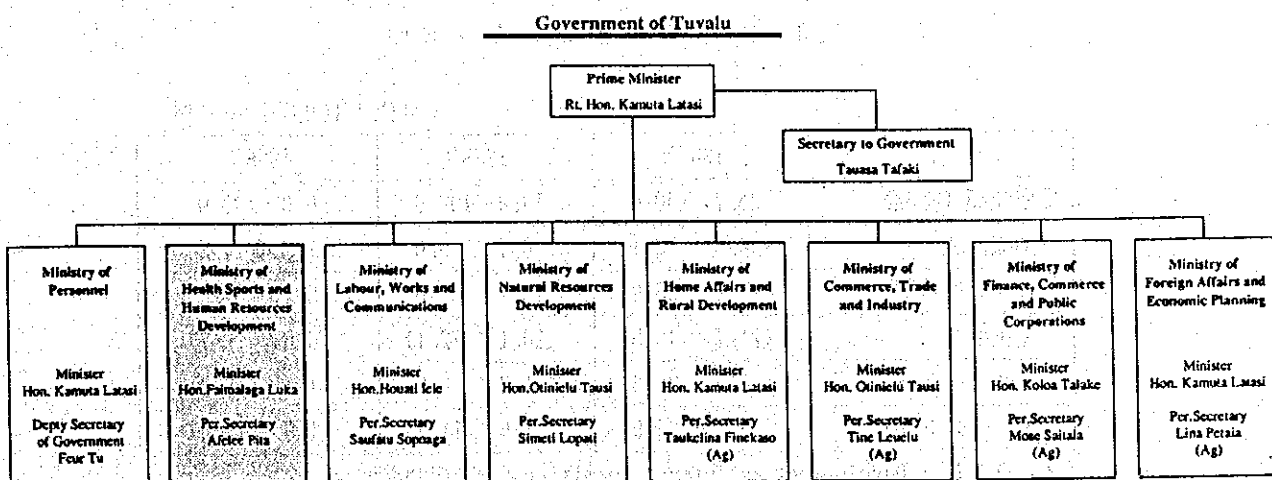 Government of Tuvalu
Prime Minister
Rt. Hon. Kamuta Latasi
Secretary to Government
Tauasa Tafaki
Ministry of
Personnel
Minister
Hon. Kamuta Latasi
Depty Secretary
of Government
Feue Tu
Ministry of
Health Sports and
Human Resources
Development
Minister
Hon.Faimalaga Luka
Per.Secretary
Afelee Pita
Ministry of
Labour, Works and
Communications
Minister
Hon.Houati Iele
Per.Secretary
Saufatu Sopoaga
Ministry of
Natural Resources
Development
Minister
Hon.Otinielu Tausi
Per.Secretary
Simeti Lopati
Ministry of
Home Affairs and
Rural Development
Minister
Hon. Kamuta Latasi
Per.Secretary
Taukelina Finekaso
(Ag)
Ministry of
Commerce, Trade
and Industry
Minister
Hon. Otinielu Tausi
Per.Secretary
Tine Leuelu
(Ag)
Ministry of
Finance, Commerce
and Public
Corporations
Minister
Hon. Koloa Talake
Per.Secretary
Mose Saitala
(Ag)
Ministry of
Foreign Affairs and
Economic Planning
Minister
Hon. Kamuta Latasi
Per.Secretary
Lina Petaia
(Ag)